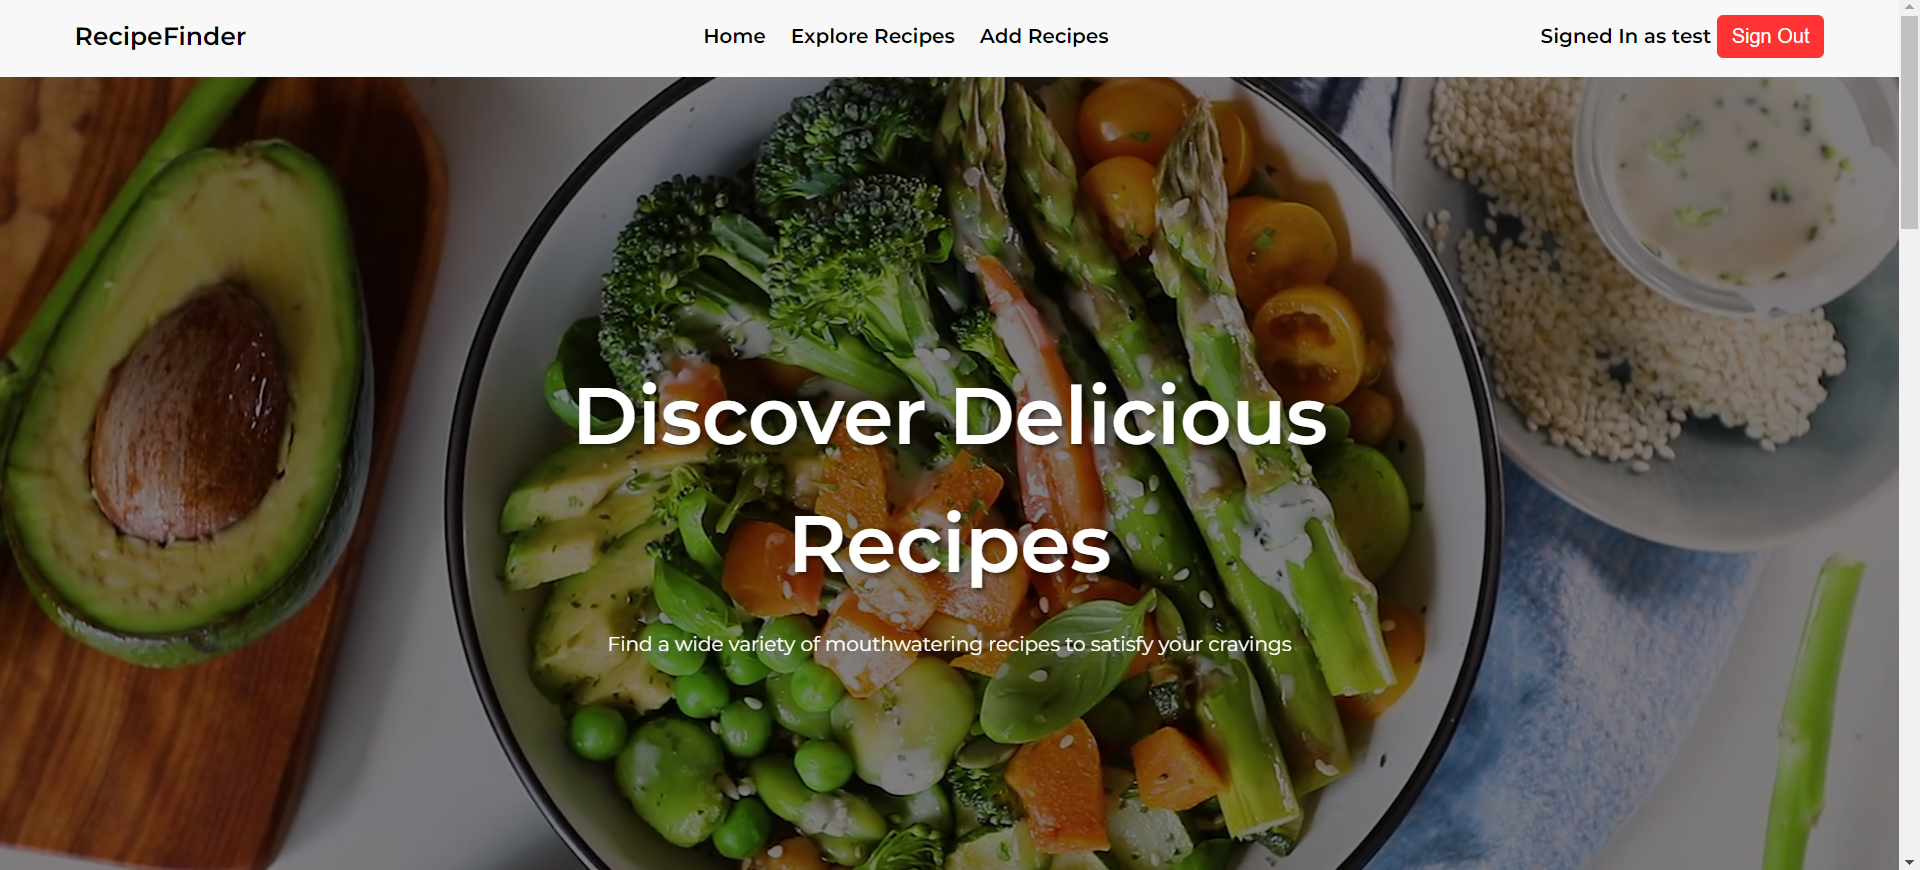 RecipeFinder
Home Explore Recipes Add Recipes
Signed In as test Sign Out
Discover Delicious
Recipes
Find a wide variety of mouthwatering recipes to satisfy your cravings